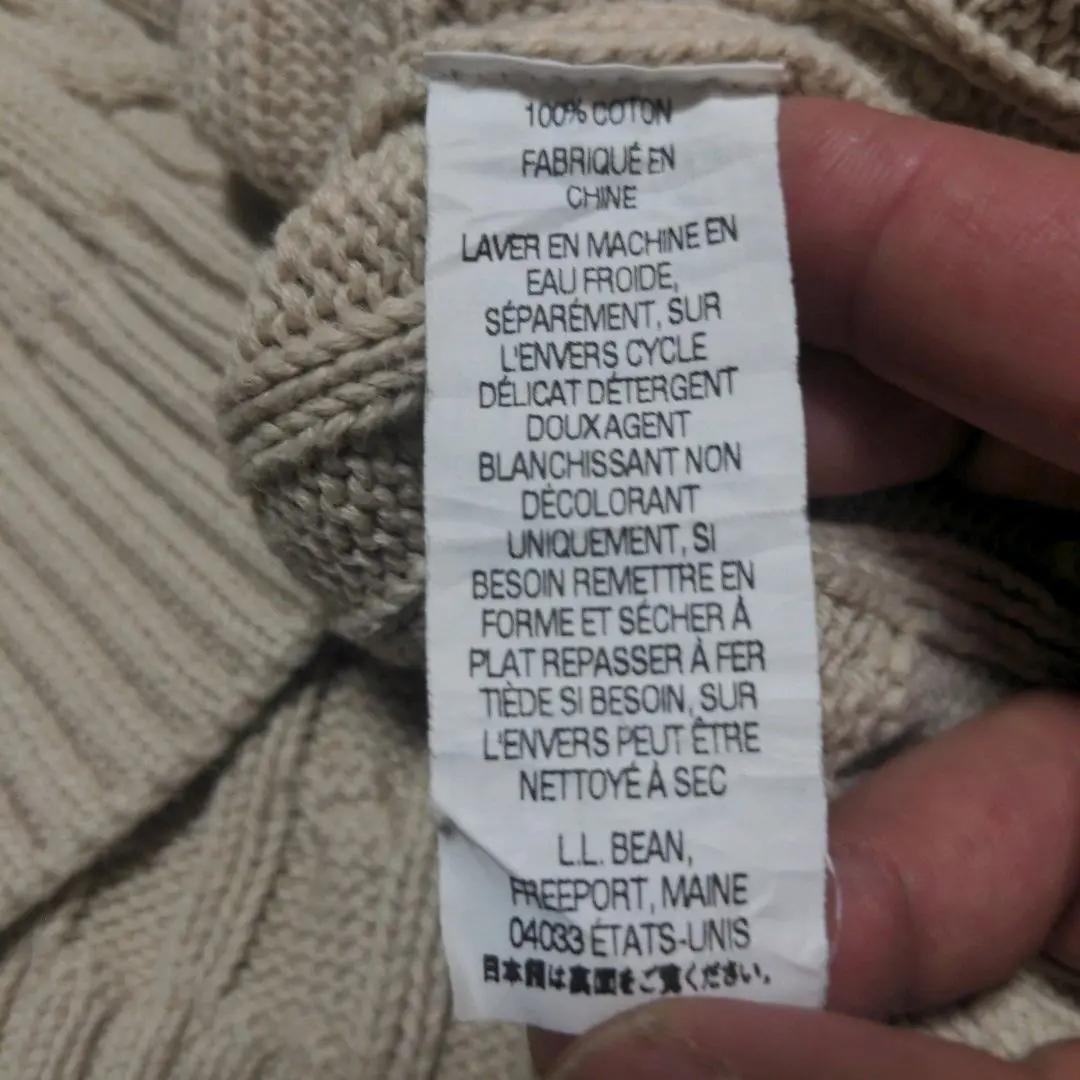 100% COTON
FABRIQUÉ EN
CHINE
LAVER EN MACHINE EN
EAU FROIDE,
SÉPARÉMENT, SUR
L'ENVERS CYCLE
DÉLICAT DÉTERGENT
DOUX AGENT
BLANCHISSANT NON
DÉCOLORANT
UNIQUEMENT, SI
BESOIN REMETTRE EN
FORME ET SÉCHER À
PLAT REPASSER À FER
TIÈDE SI BESOIN, SUR
L'ENVERS PEUT ÊTRE
NETTOYÉ À SEC
L.L. BEAN,
FREEPORT, MAINE
04033 ÉTATS-UNIS
日本語は裏面をご覧ください。